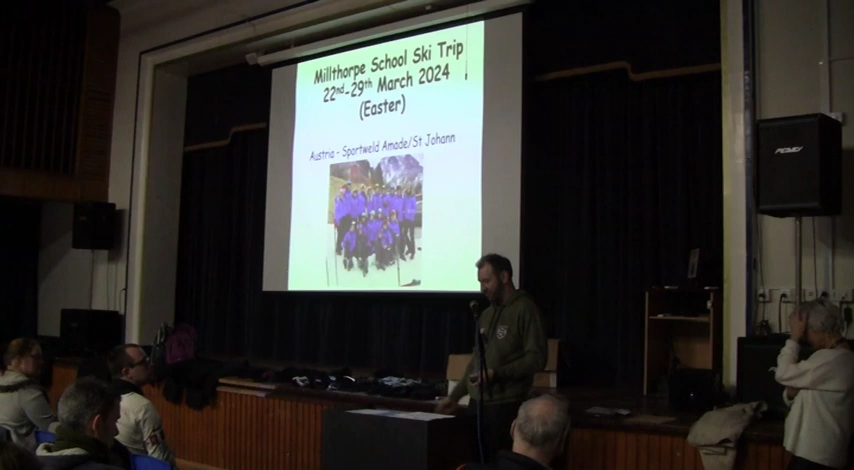 Millthorpe School Ski Trip
22nd-29th March 2024
(Easter)
Austria - Sportweld Amade/St Johann
PEAVEY